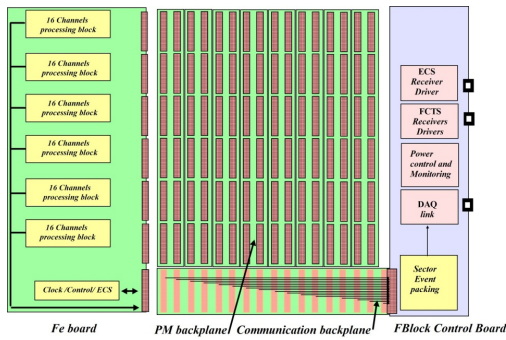 16 Channels
processing block
16 Channels
processing block
16 Channels
processing block
16 Channels
processing block
16 Channels
processing block
16 Channels
processing block
Clock /Control/ ECS
ECS
Receiver
Driver
FCTS
Receivers
Drivers
Power
control and
Monitoring
DAQ
link
Sector
Event
packing
Fe board
PM backplane
Communication backplane
FBlock Control Board